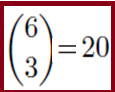 (6
3) = 20